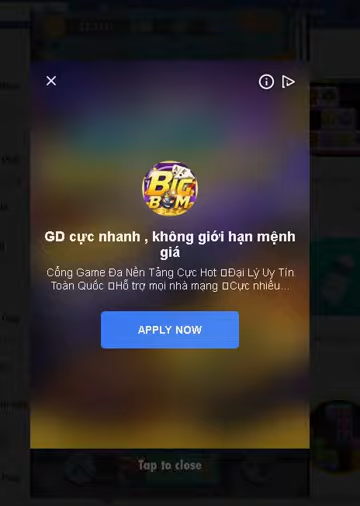 BIG
BOM
GD cực nhanh , không giới hạn mệnh
giá
Cổng Game Đa Nền Tảng Cực Hot □Đại Lý Uy Tín
Toàn Quốc □Hỗ trợ mọi nhà mạng □Cực nhiều...
APPLY NOW
Tap to close